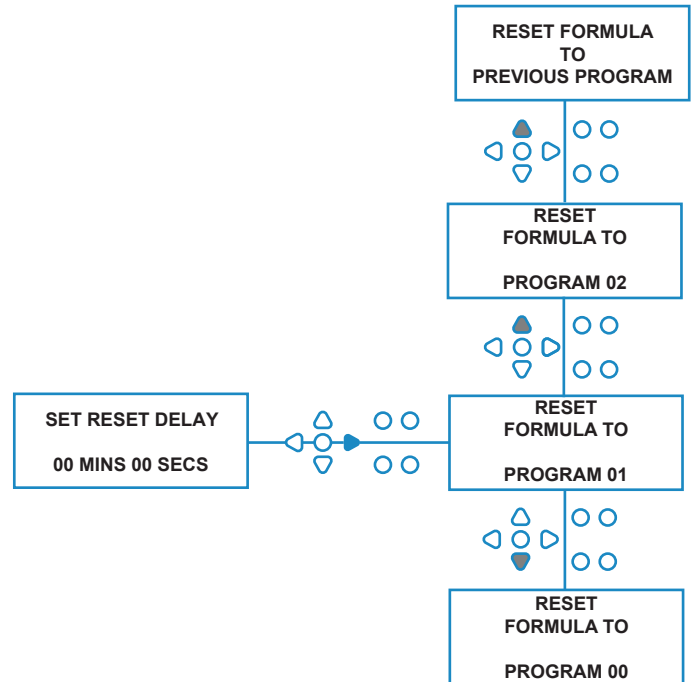 RESET FORMULA
TO
PREVIOUS PROGRAM
RESET
FORMULA TO
PROGRAM 02
SET RESET DELAY
00 MINS 00 SECS
RESET
FORMULA TO
PROGRAM 01
RESET
FORMULA TO
PROGRAM 00